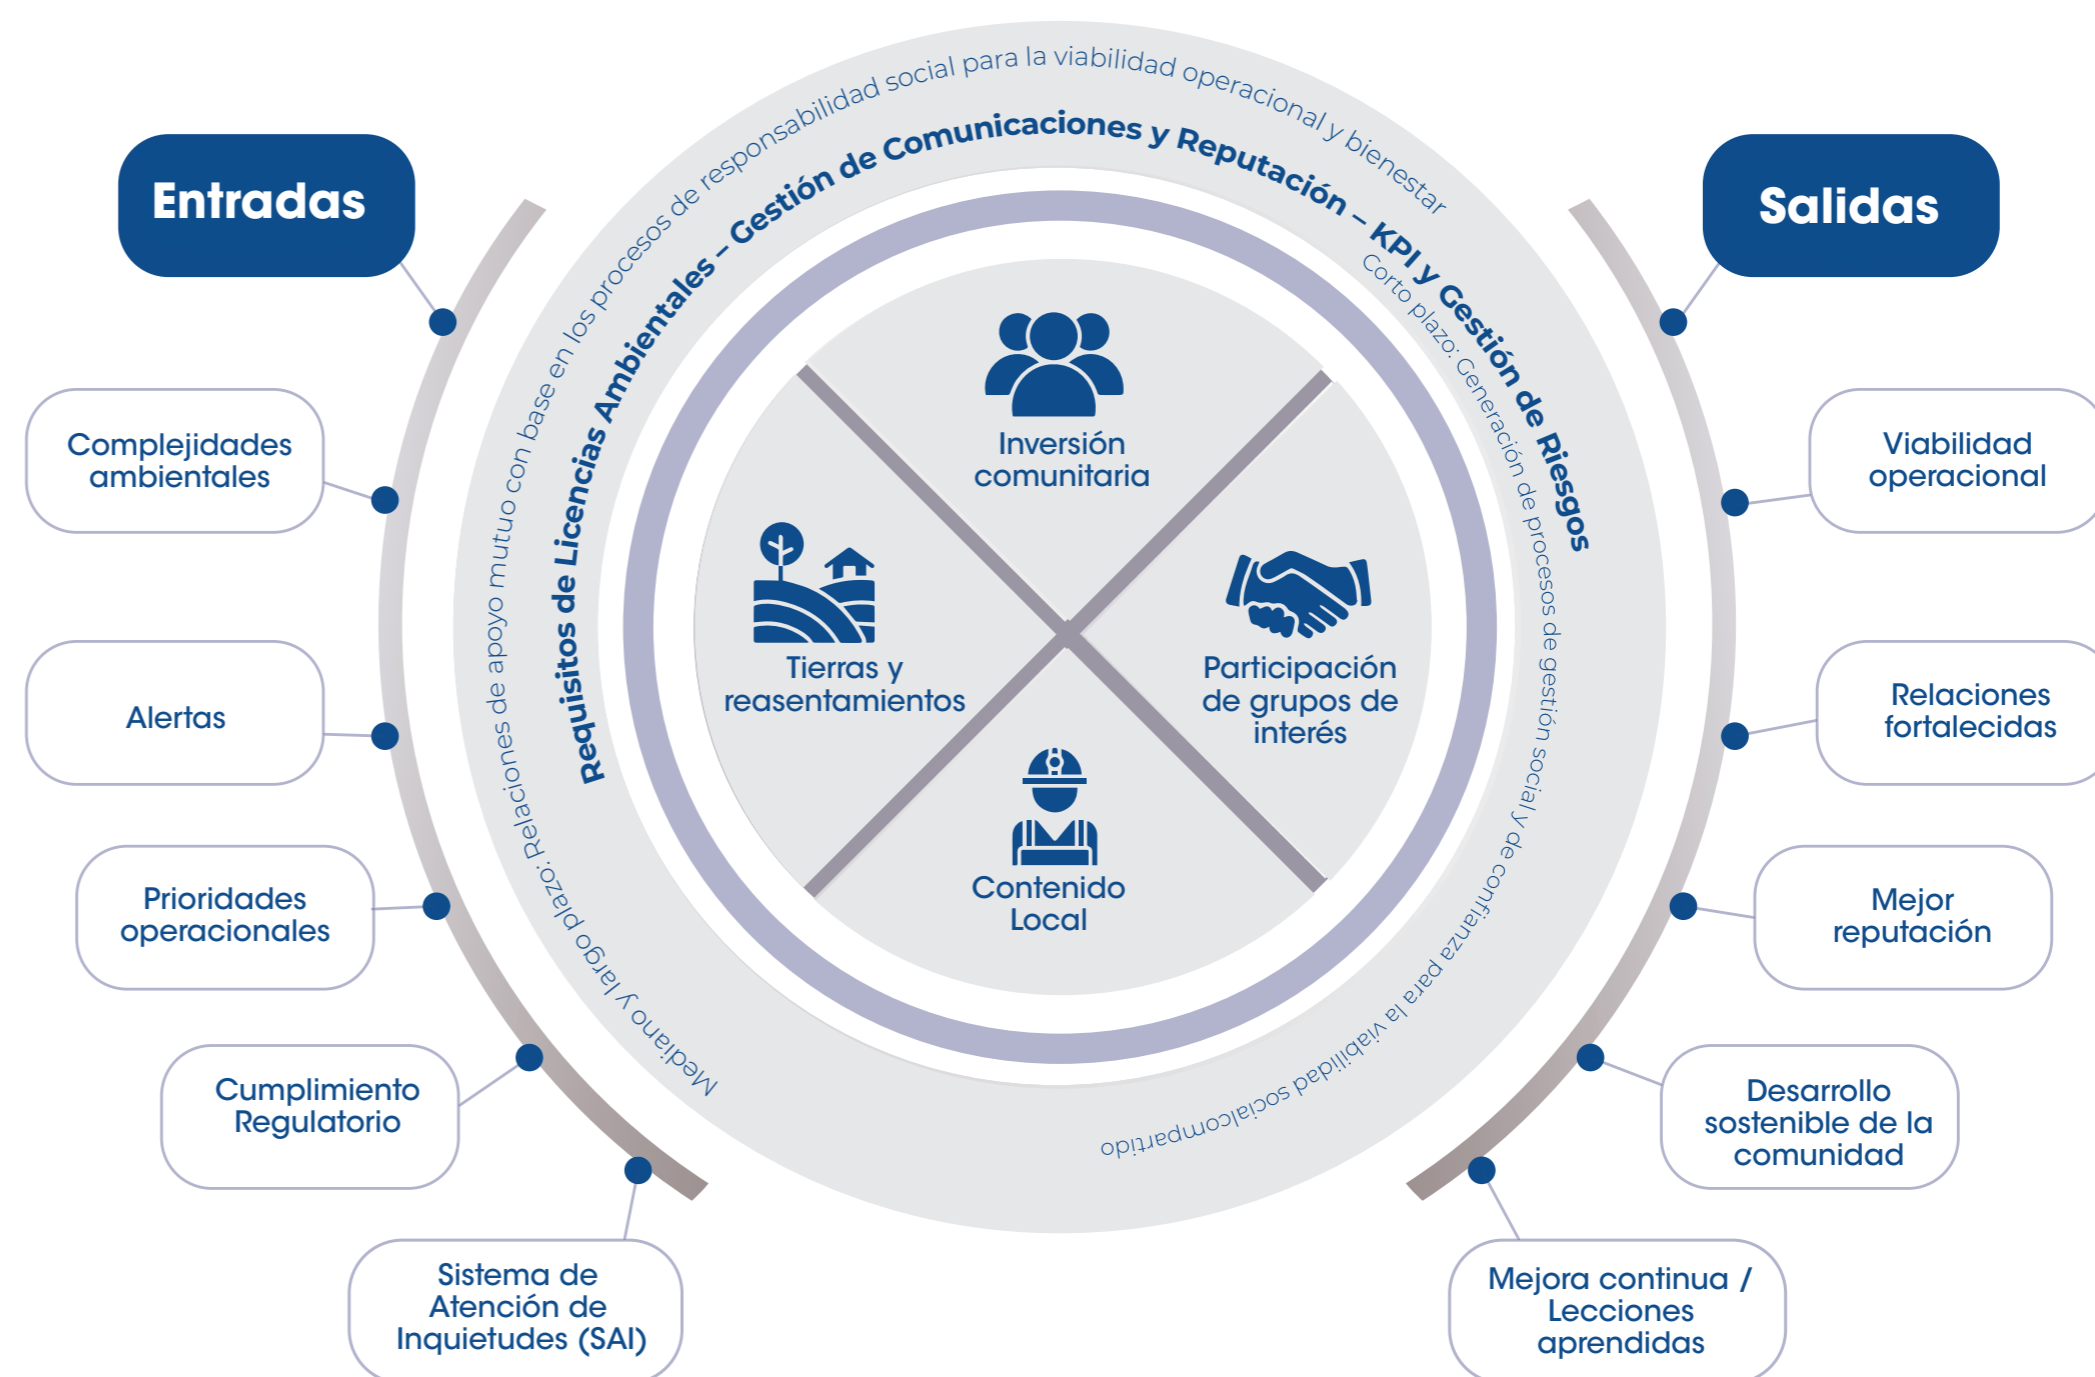 Entradas
Complejidades
ambientales
Alertas
Prioridades
operacionales
Cumplimiento
Regulatorio
Sistema de
Atención de
Inquietudes (SAI)
Mediano y largo plazo: Relaciones de apoyo mutuo con base en los procesos de responsabilidad social para la viabilidad operacional y bienestar
Requisitos de Licencias Ambientales – Gestión de Comunicaciones y Reputación – KPI y Gestión de Riesgos
Corto plazo: Generación de procesos de gestión social y de confianza para la viabilidad socialcompartido
Inversión
comunitaria
Tierras y
reasentamientos
Participación
de grupos de
interés
Contenido
Local
Salidas
Viabilidad
operacional
Relaciones
fortalecidas
Mejor
reputación
Desarrollo
sostenible de la
comunidad
Mejora continua /
Lecciones
aprendidas